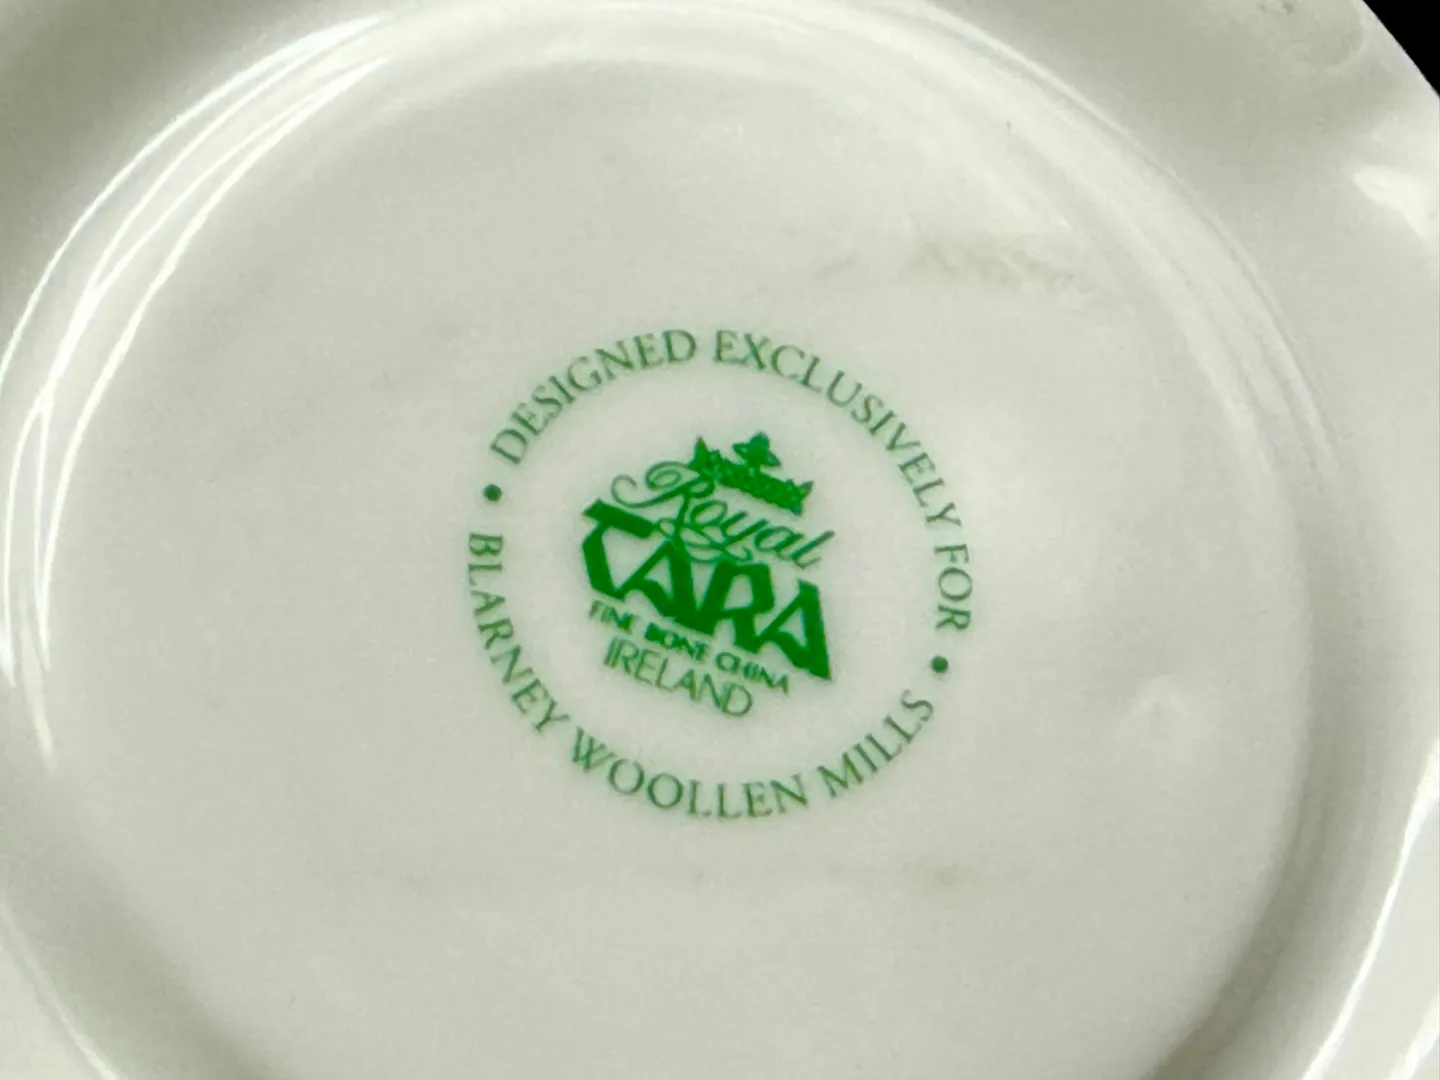 • DESIGNED EXCLUSIVELY FOR •
Royal
TARA
FINE BONE CHINA
IRELAND
BLARNEY WOOLLEN MILLS